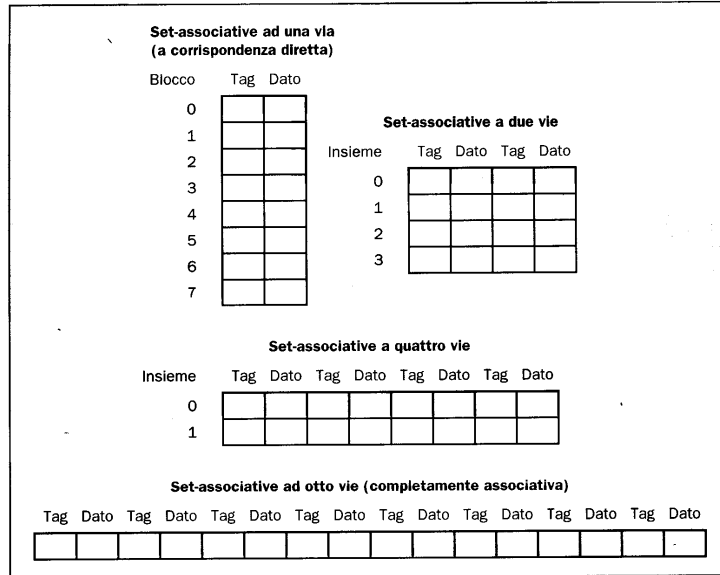 Set-associative ad una via
(a corrispondenza diretta)
Blocco Tag Dato
0
1
2
3
4
5
6
7
Set-associative a due vie
Insieme Tag Dato Tag Dato
0
1
2
3
Set-associative a quattro vie
Insieme Tag Dato Tag Dato Tag Dato Tag Dato
0
1
Set-associative ad otto vie (completamente associativa)
Tag Dato Tag Dato Tag Dato Tag Dato Tag Dato Tag Dato Tag Dato Tag Dato